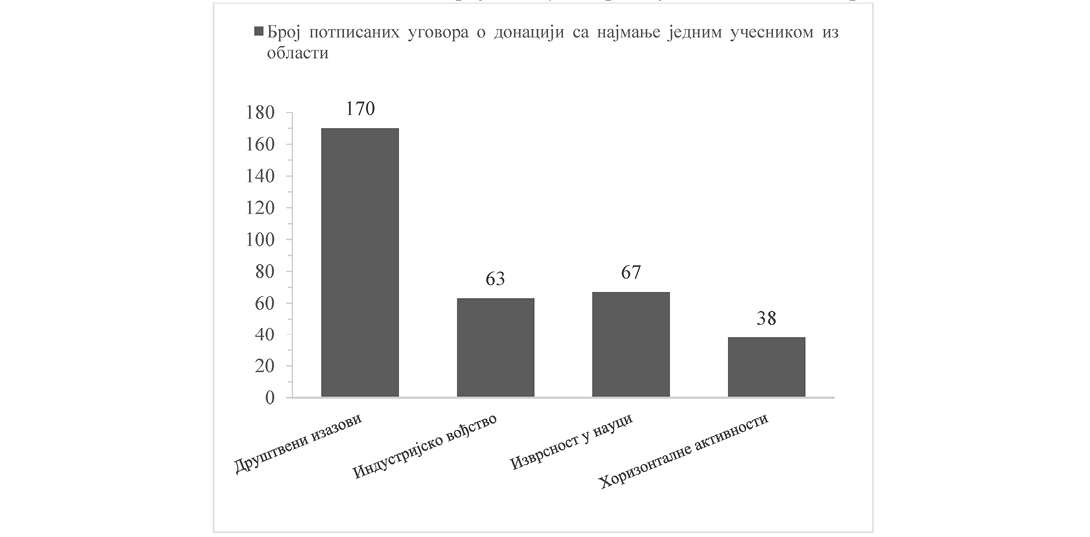 Број потписаних уговора о донацији са најмање једним учесником из
области
180
160
140
120
100
80
60
40
20
0
170
63
67
38
Друштвени изазови
Индустријско вођство
Изврсност у науци
Хоризонталне активности